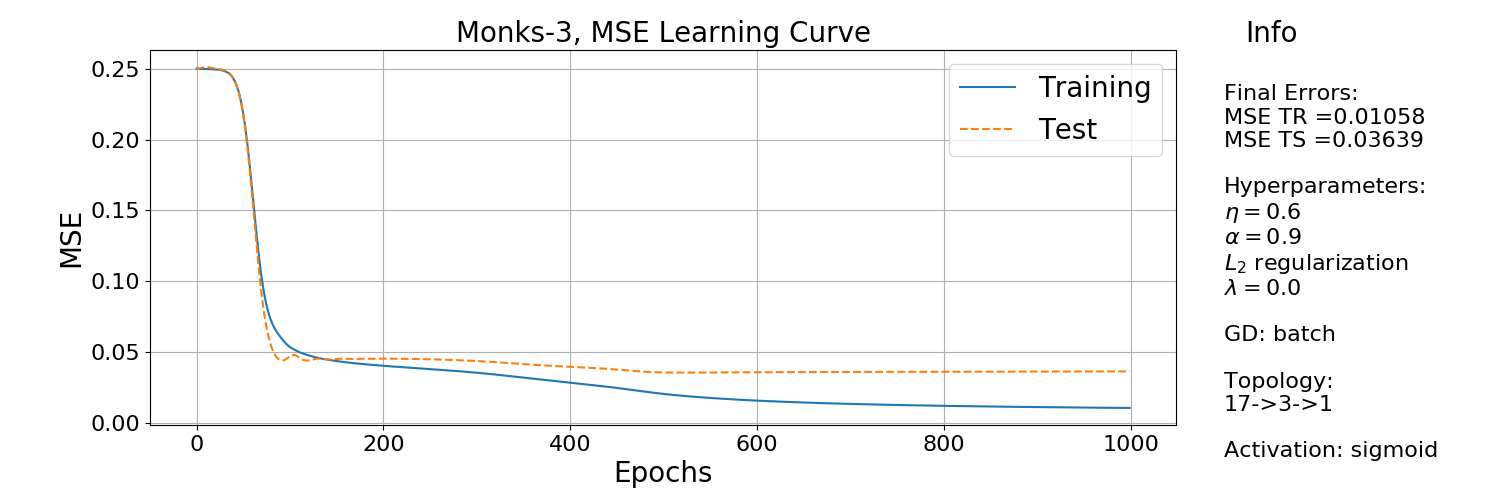 Monks-3, MSE Learning Curve
MSE
0.25
0.20
0.15
0.10
0.05
0.00
0 200 400 600 800 1000
Epochs
Training
Test
Info
Final Errors:
MSE TR =0.01058
MSE TS =0.03639
Hyperparameters:
η = 0.6
α = 0.9
L₂ regularization
λ = 0.0
GD: batch
Topology:
17->3->1
Activation: sigmoid